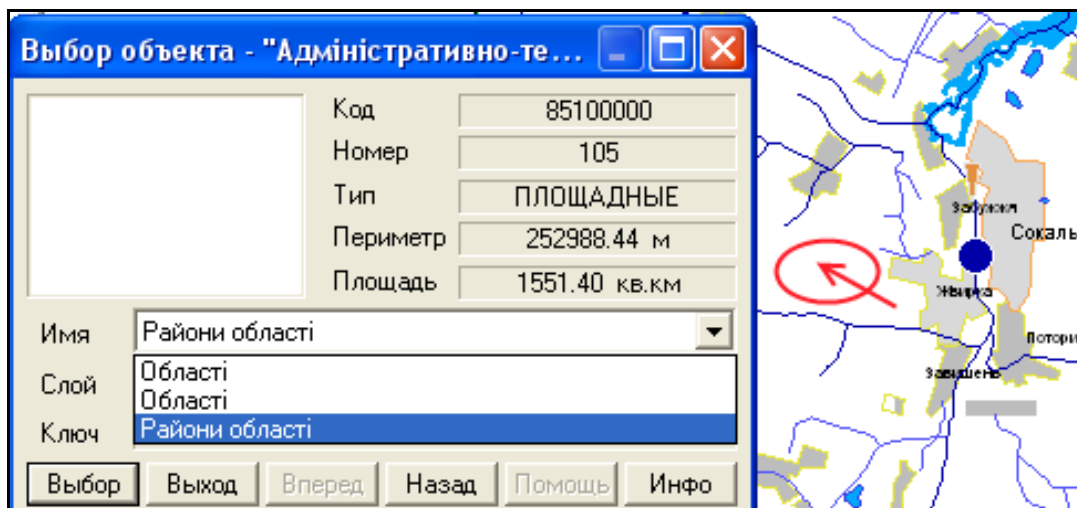 Выбор объекта - "Адміністративно-те...
Код 85100000
Номер 105
Тип ПЛОЩАДНЫЕ
Периметр 252988.44 м
Площадь 1551.40 кв.км
Имя Райони області
Слой Області
Області
Ключ Райони області
Выбор Выход Вперед Назад Помощь Инфо
Забужжя
Сокаль
Жвирка
Потори
Завишень